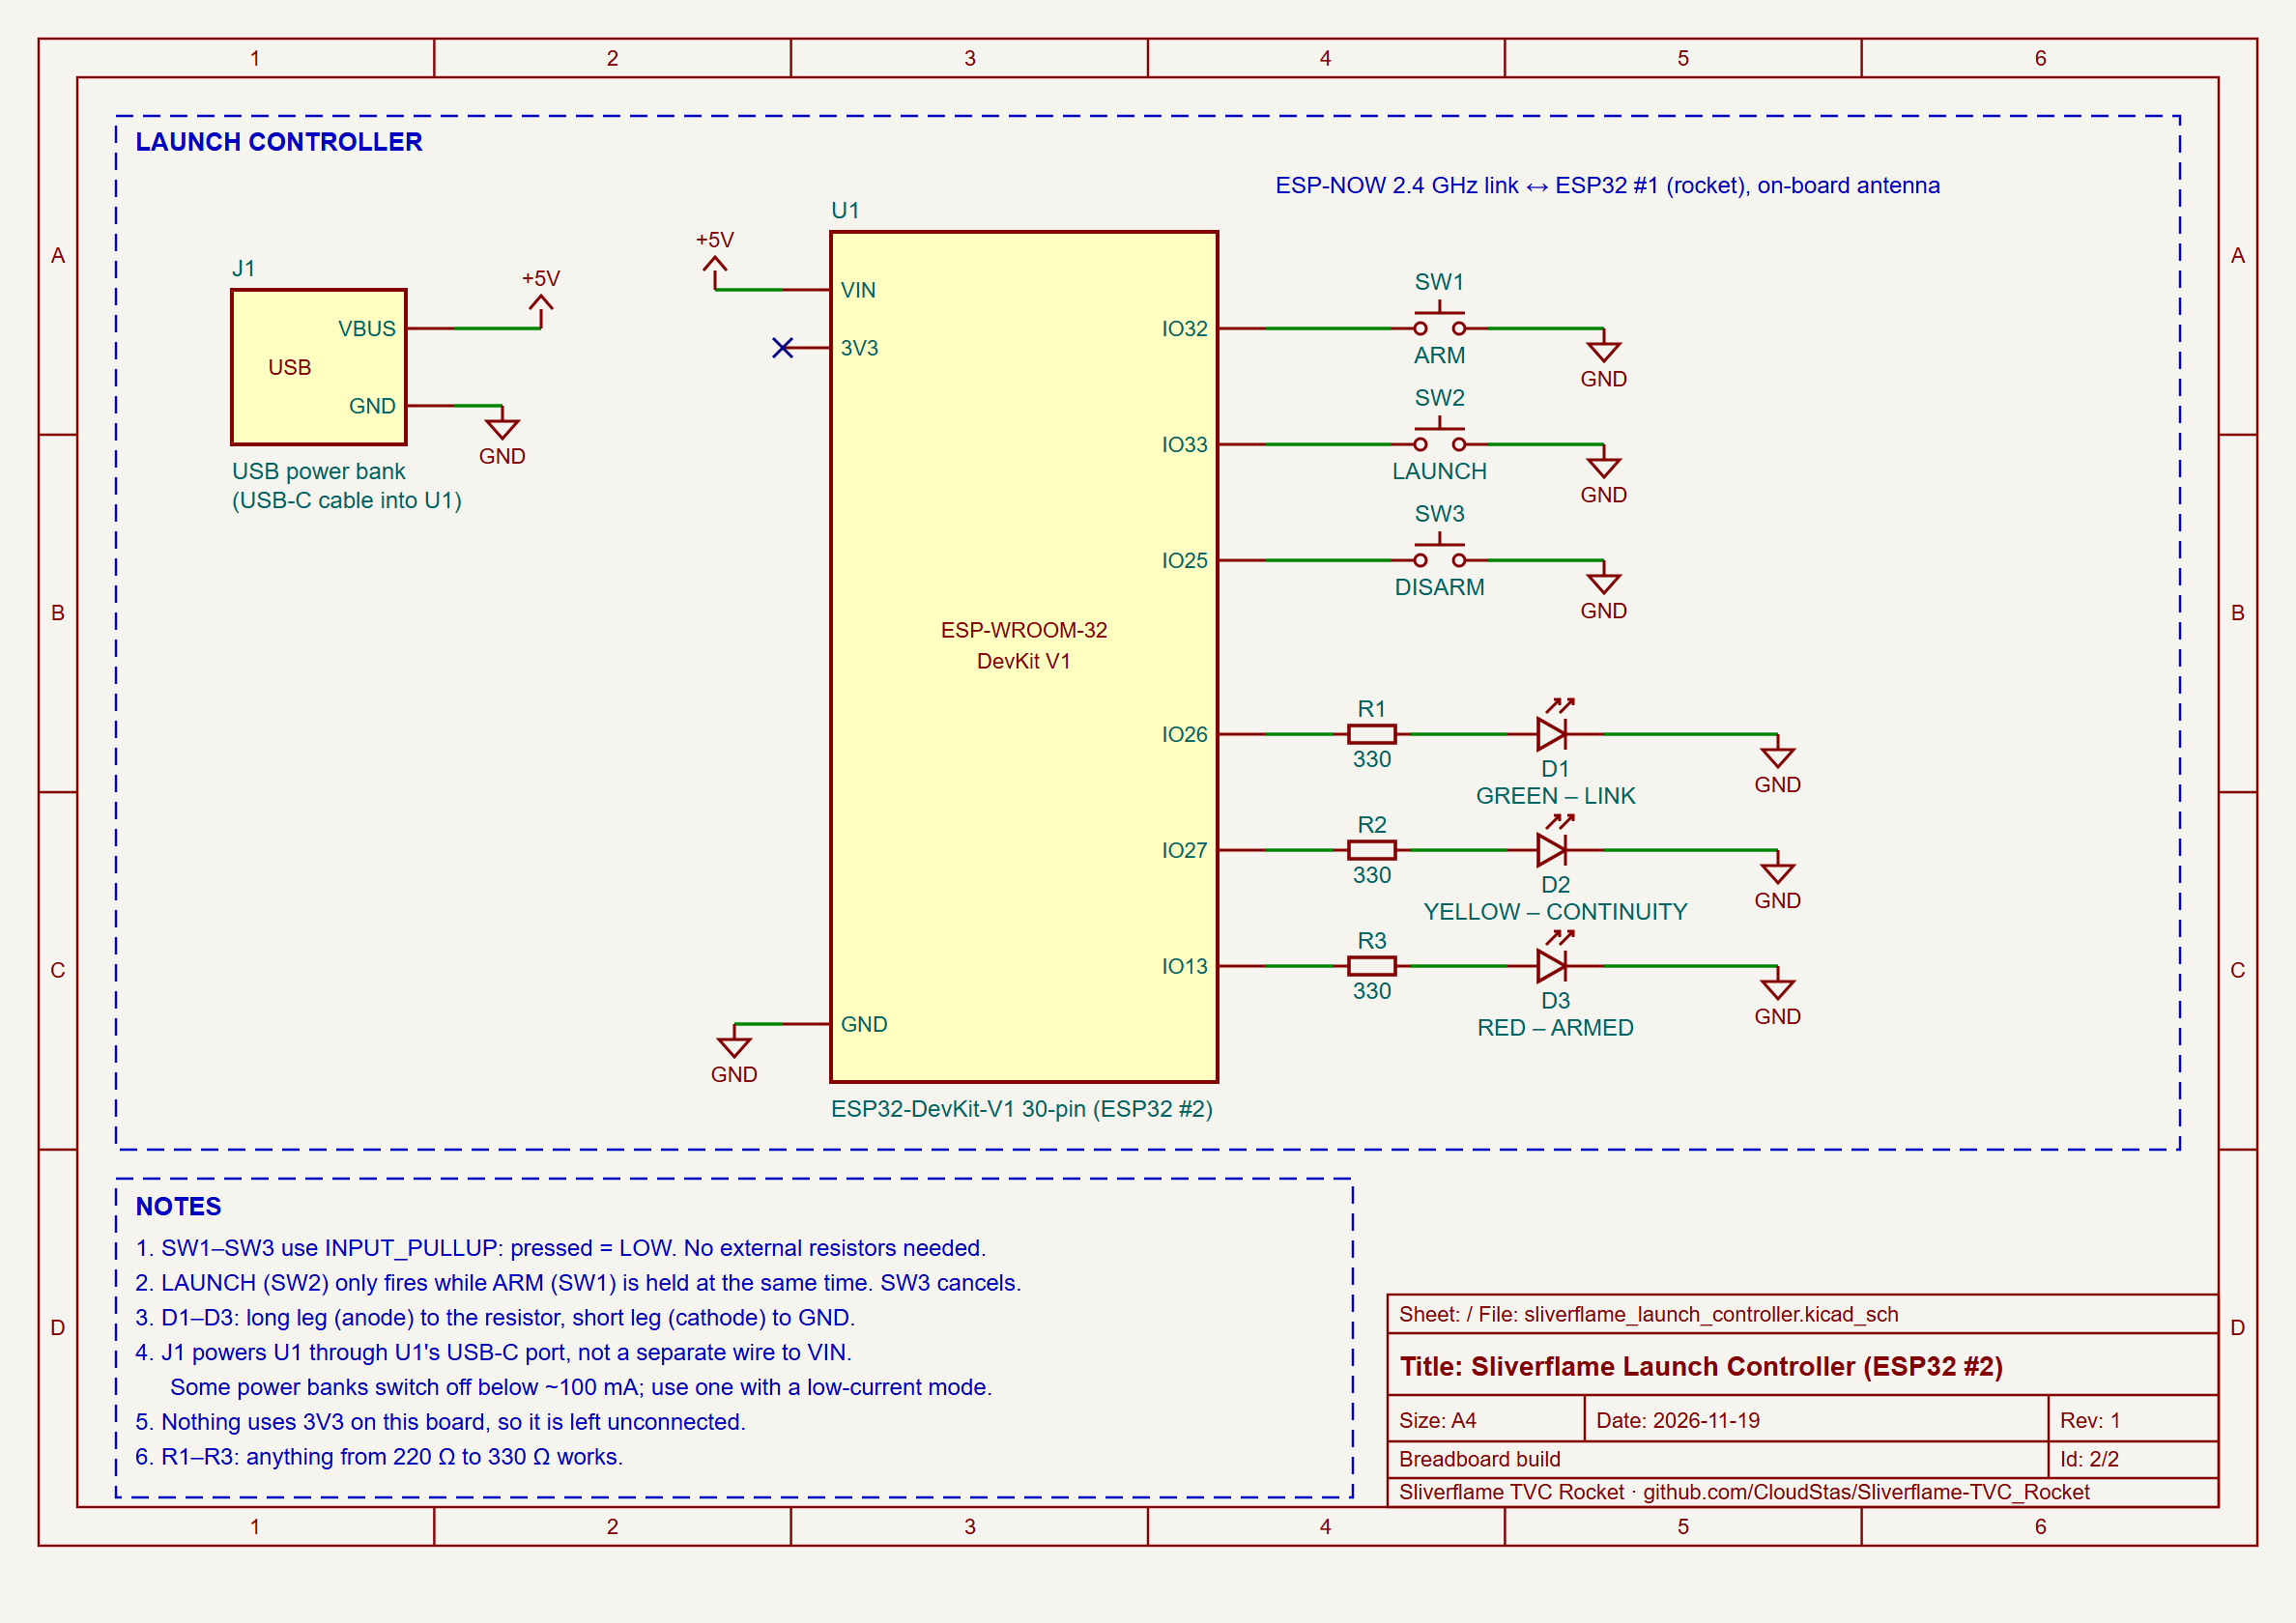 1 2 3 4 5 6
A A
B B
C C
D D
LAUNCH CONTROLLER
ESP-NOW 2.4 GHz link ↔ ESP32 #1 (rocket), on-board antenna
J1
VBUS
USB
GND
+5V
GND
USB power bank
(USB-C cable into U1)
U1
+5V
VIN
3V3
ESP-WROOM-32
DevKit V1
GND
GND
ESP32-DevKit-V1 30-pin (ESP32 #2)
IO32
SW1
ARM
GND
IO33
SW2
LAUNCH
GND
IO25
SW3
DISARM
GND
IO26
R1
330
D1
GREEN – LINK
GND
IO27
R2
330
D2
YELLOW – CONTINUITY
GND
IO13
R3
330
D3
RED – ARMED
GND
NOTES
1. SW1–SW3 use INPUT_PULLUP: pressed = LOW. No external resistors needed.
2. LAUNCH (SW2) only fires while ARM (SW1) is held at the same time. SW3 cancels.
3. D1–D3: long leg (anode) to the resistor, short leg (cathode) to GND.
4. J1 powers U1 through U1's USB-C port, not a separate wire to VIN.
Some power banks switch off below ~100 mA; use one with a low-current mode.
5. Nothing uses 3V3 on this board, so it is left unconnected.
6. R1–R3: anything from 220 Ω to 330 Ω works.
Sheet: / File: sliverflame_launch_controller.kicad_sch
Title: Sliverflame Launch Controller (ESP32 #2)
Size: A4 Date: 2026-11-19 Rev: 1
Breadboard build Id: 2/2
Sliverflame TVC Rocket · github.com/CloudStas/Sliverflame-TVC_Rocket
1 2 3 4 5 6